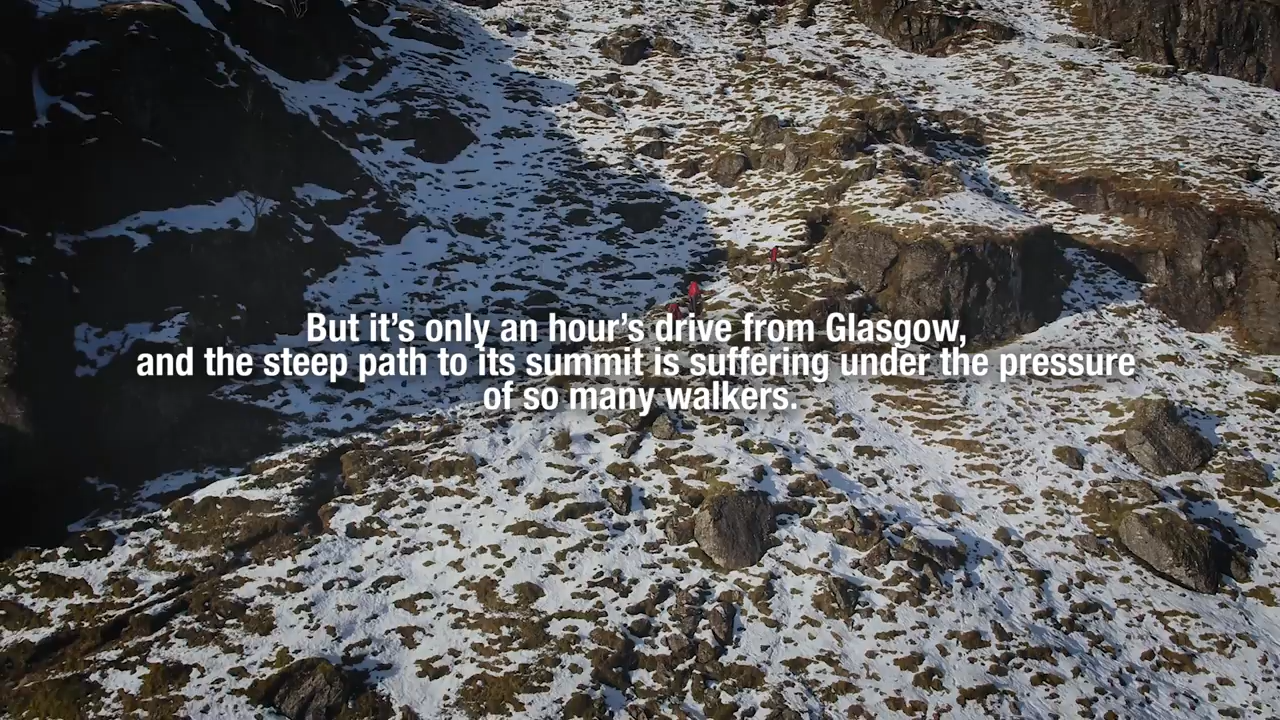 But it’s only an hour’s drive from Glasgow,
and the steep path to its summit is suffering under the pressure
of so many walkers.